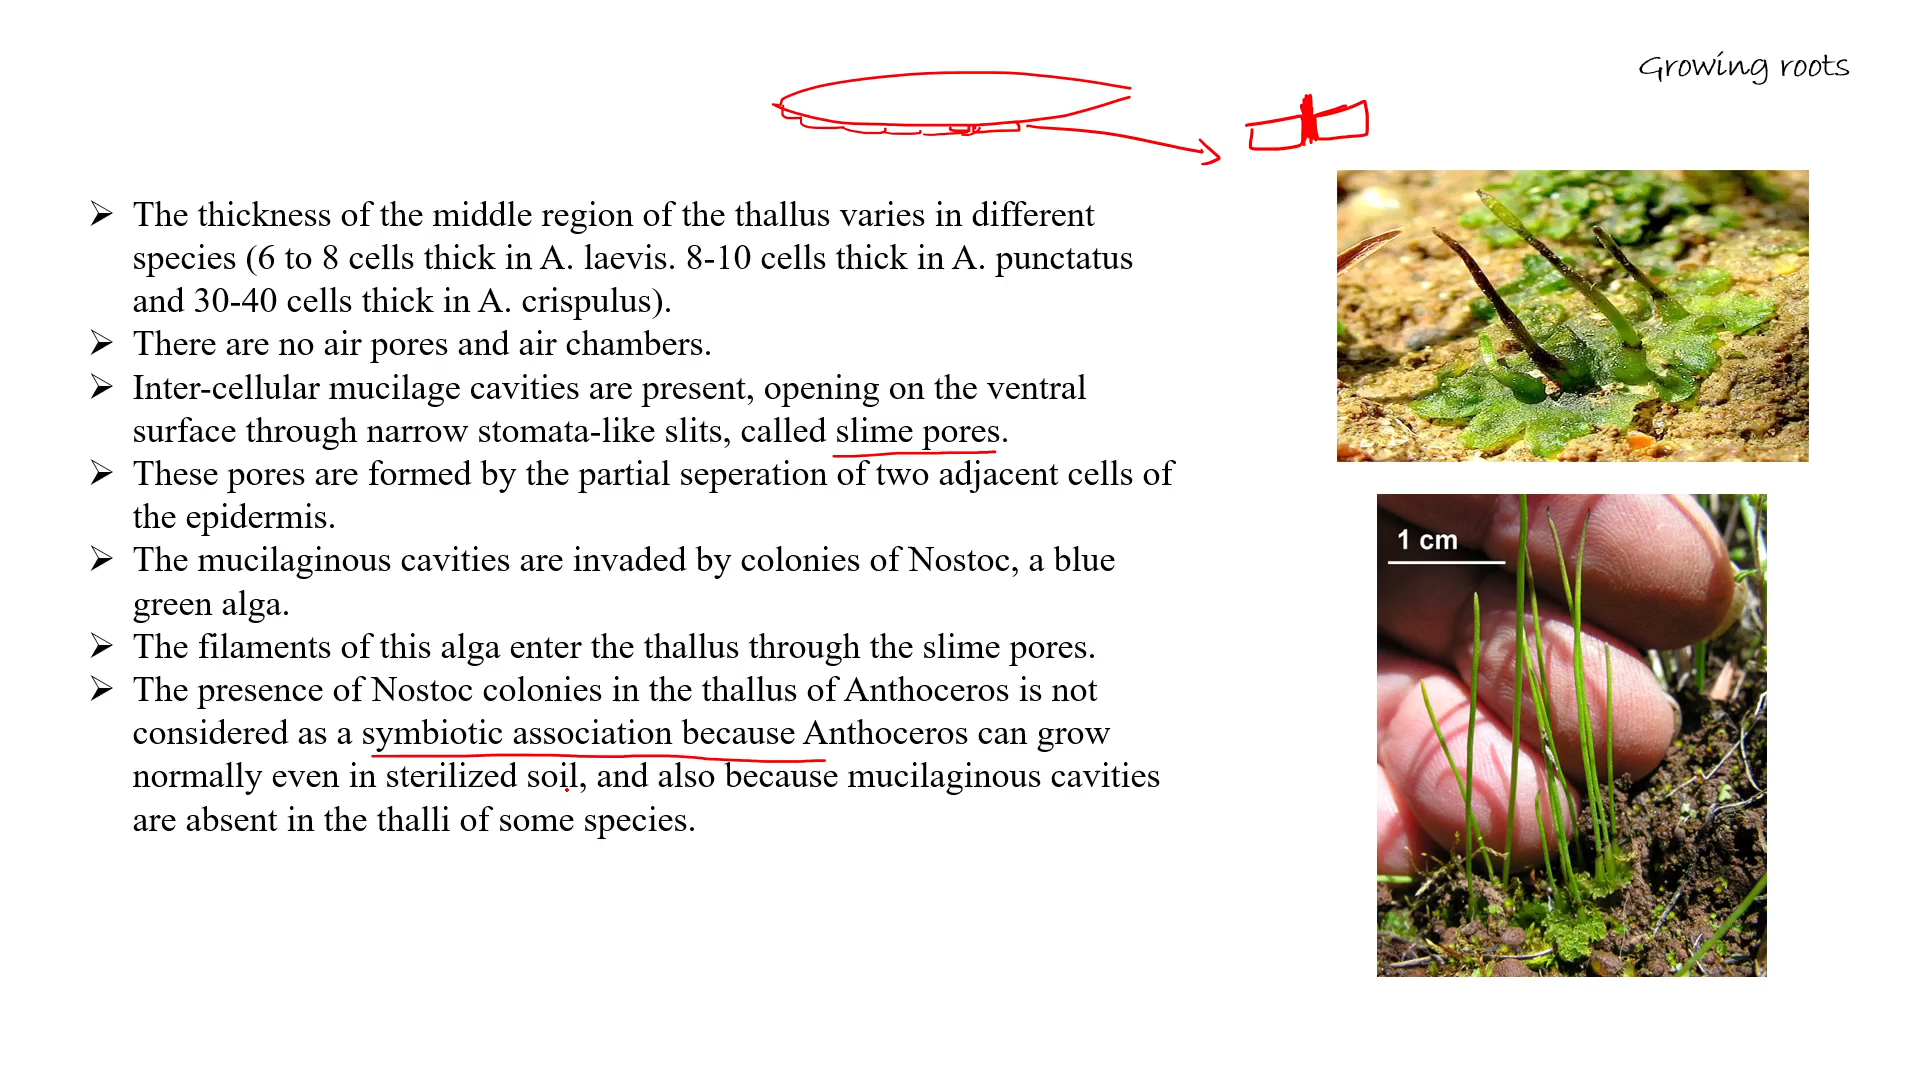 Growing roots
➢ The thickness of the middle region of the thallus varies in different
species (6 to 8 cells thick in A. laevis. 8-10 cells thick in A. punctatus
and 30-40 cells thick in A. crispulus).
➢ There are no air pores and air chambers.
➢ Inter-cellular mucilage cavities are present, opening on the ventral
surface through narrow stomata-like slits, called slime pores.
➢ These pores are formed by the partial seperation of two adjacent cells of
the epidermis.
➢ The mucilaginous cavities are invaded by colonies of Nostoc, a blue
green alga.
➢ The filaments of this alga enter the thallus through the slime pores.
➢ The presence of Nostoc colonies in the thallus of Anthoceros is not
considered as a symbiotic association because Anthoceros can grow
normally even in sterilized soil, and also because mucilaginous cavities
are absent in the thalli of some species.
1 cm